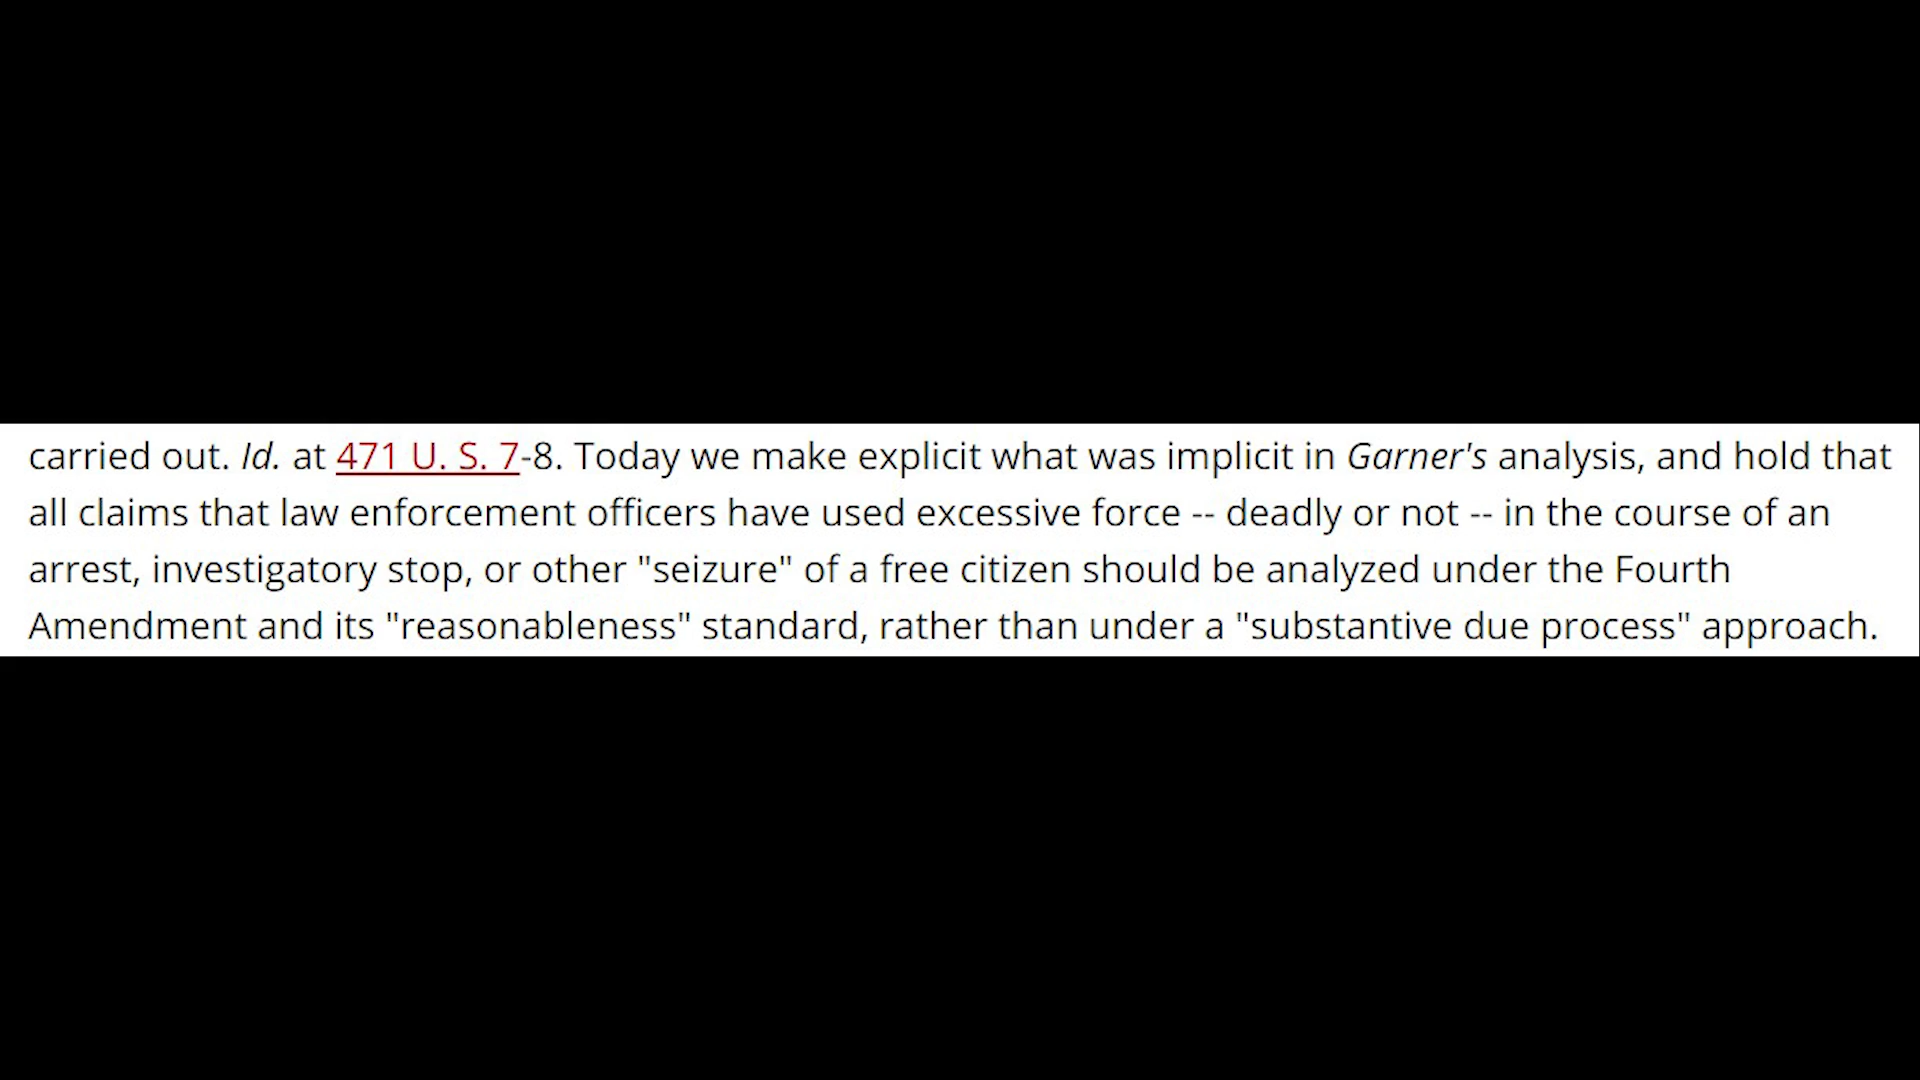 carried out. Id. at 471 U. S. 7-8. Today we make explicit what was implicit in Garner's analysis, and hold that
all claims that law enforcement officers have used excessive force -- deadly or not -- in the course of an
arrest, investigatory stop, or other "seizure" of a free citizen should be analyzed under the Fourth
Amendment and its "reasonableness" standard, rather than under a "substantive due process" approach.